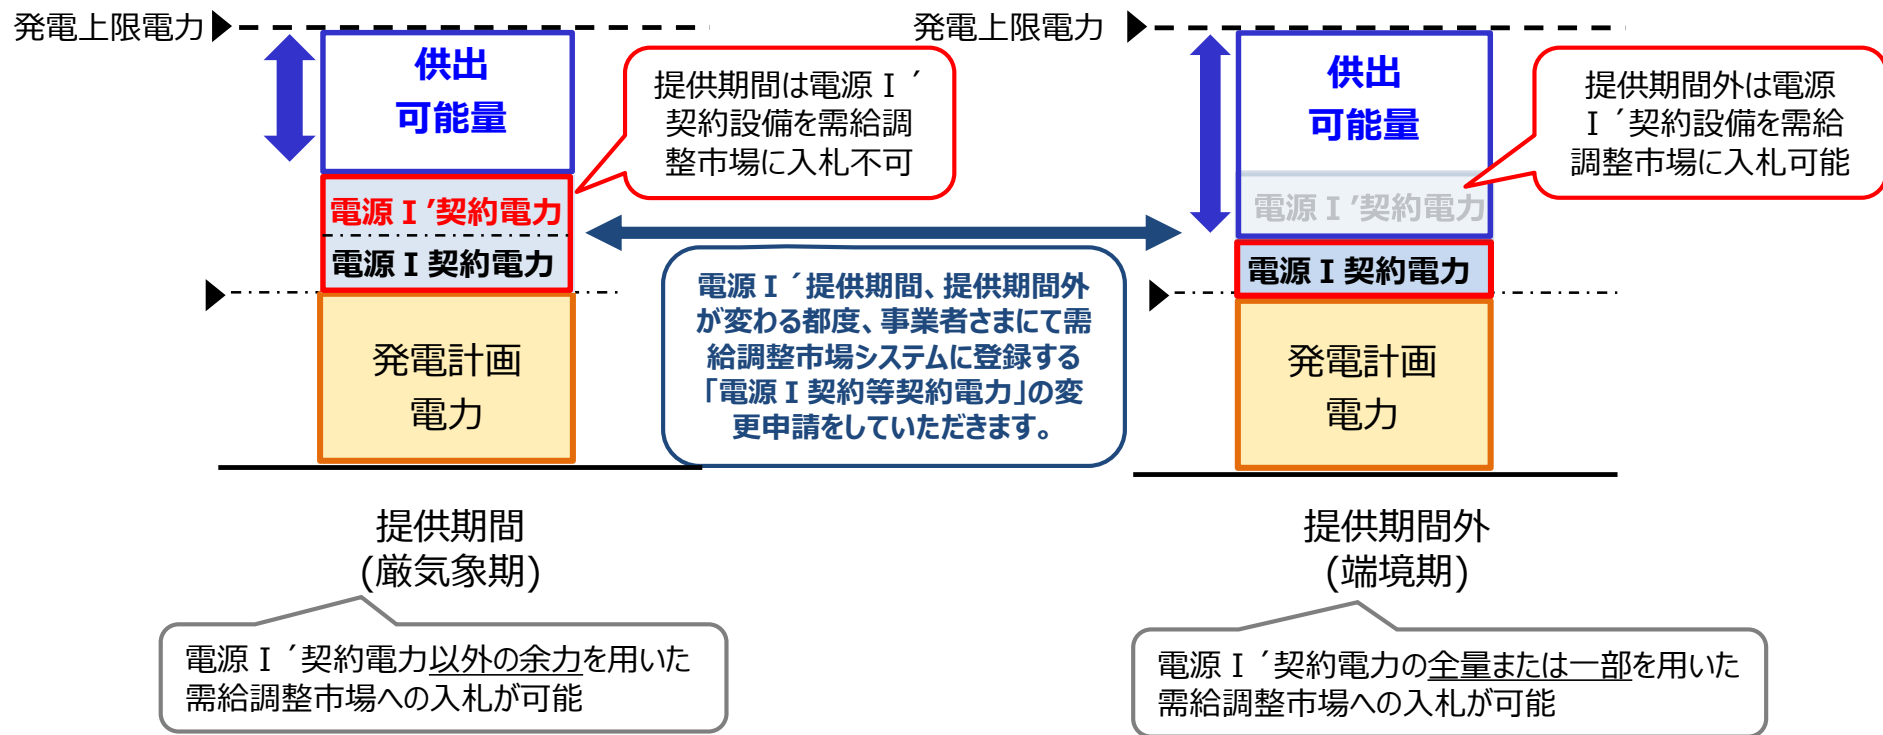 発電上限電力
供出
可能量
提供期間は電源Ⅰ´
契約設備を需給調
整市場に入札不可
電源Ⅰ′契約電力
電源Ⅰ契約電力
発電計画
電力
提供期間
(厳気象期)
電源Ⅰ´契約電力以外の余力を用いた
需給調整市場への入札が可能
電源Ⅰ´提供期間、提供期間外
が変わる都度、事業者さまにて需
給調整市場システムに登録する
「電源Ⅰ契約等契約電力」の変
更申請をしていただきます。
発電上限電力
供出
可能量
提供期間外は電源
Ⅰ´契約設備を需給
調整市場に入札可能
電源Ⅰ′契約電力
電源Ⅰ契約電力
発電計画
電力
提供期間外
(端境期)
電源Ⅰ´契約電力の全量または一部を用いた
需給調整市場への入札が可能